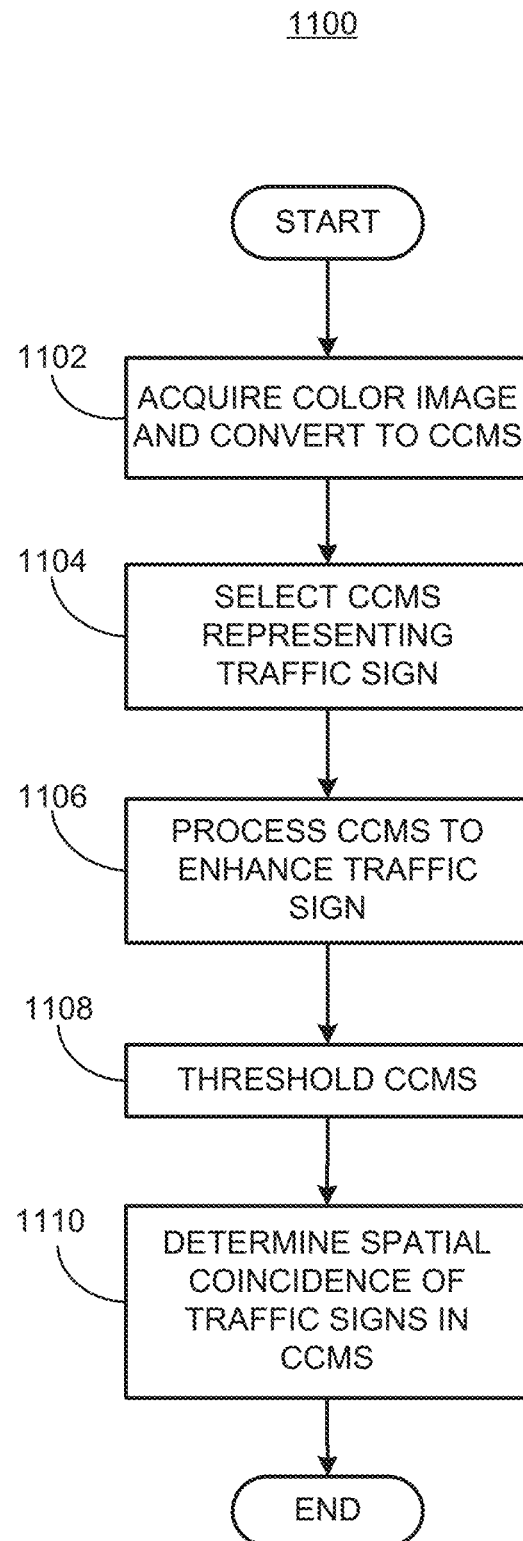 1100
START
1102
ACQUIRE COLOR IMAGE
AND CONVERT TO CCMS
1104
SELECT CCMS
REPRESENTING
TRAFFIC SIGN
1106
PROCESS CCMS TO
ENHANCE TRAFFIC
SIGN
1108
THRESHOLD CCMS
1110
DETERMINE SPATIAL
COINCIDENCE OF
TRAFFIC SIGNS IN
CCMS
END